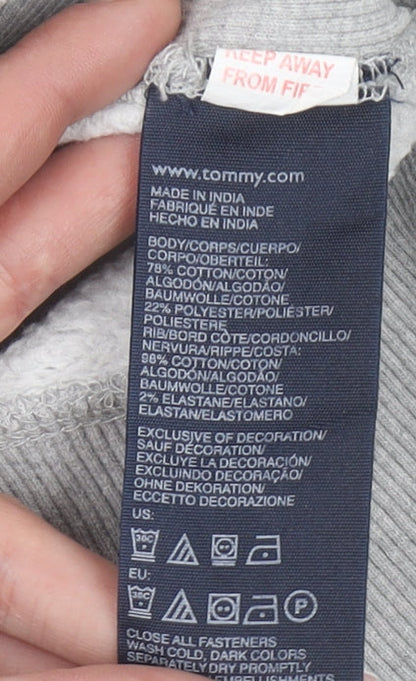 KEEP AWAY
FROM FIRE
www.tommy.com
MADE IN INDIA
FABRIQUÉ EN INDE
HECHO EN INDIA
BODY/CORPS/CUERPO/
CORPO/OBERTEIL:
78% COTTON/COTON/
ALGODÓN/ALGODÃO/
BAUMWOLLE/COTONE
22% POLYESTER/POLIÉSTER/
POLIESTERE
RIB/BORD CÔTE/CORDONCILLO/
NERVURA/RIPPE/COSTA:
98% COTTON/COTON/
ALGODÓN/ALGODÃO/
BAUMWOLLE/COTONE
2% ELASTANE/ELASTANO/
ELASTAN/ELASTOMERO
EXCLUSIVE OF DECORATION/
SAUF DÉCORATION/
EXCLUYE LA DECORACIÓN/
EXCLUINDO DECORAÇÃO/
OHNE DEKORATION/
ECCETTO DECORAZIONE
US:
30C
EU:
30C P
CLOSE ALL FASTENERS
WASH COLD, DARK COLORS
SEPARATELY DRY PROMPTLY
EMBELLISHMENTS